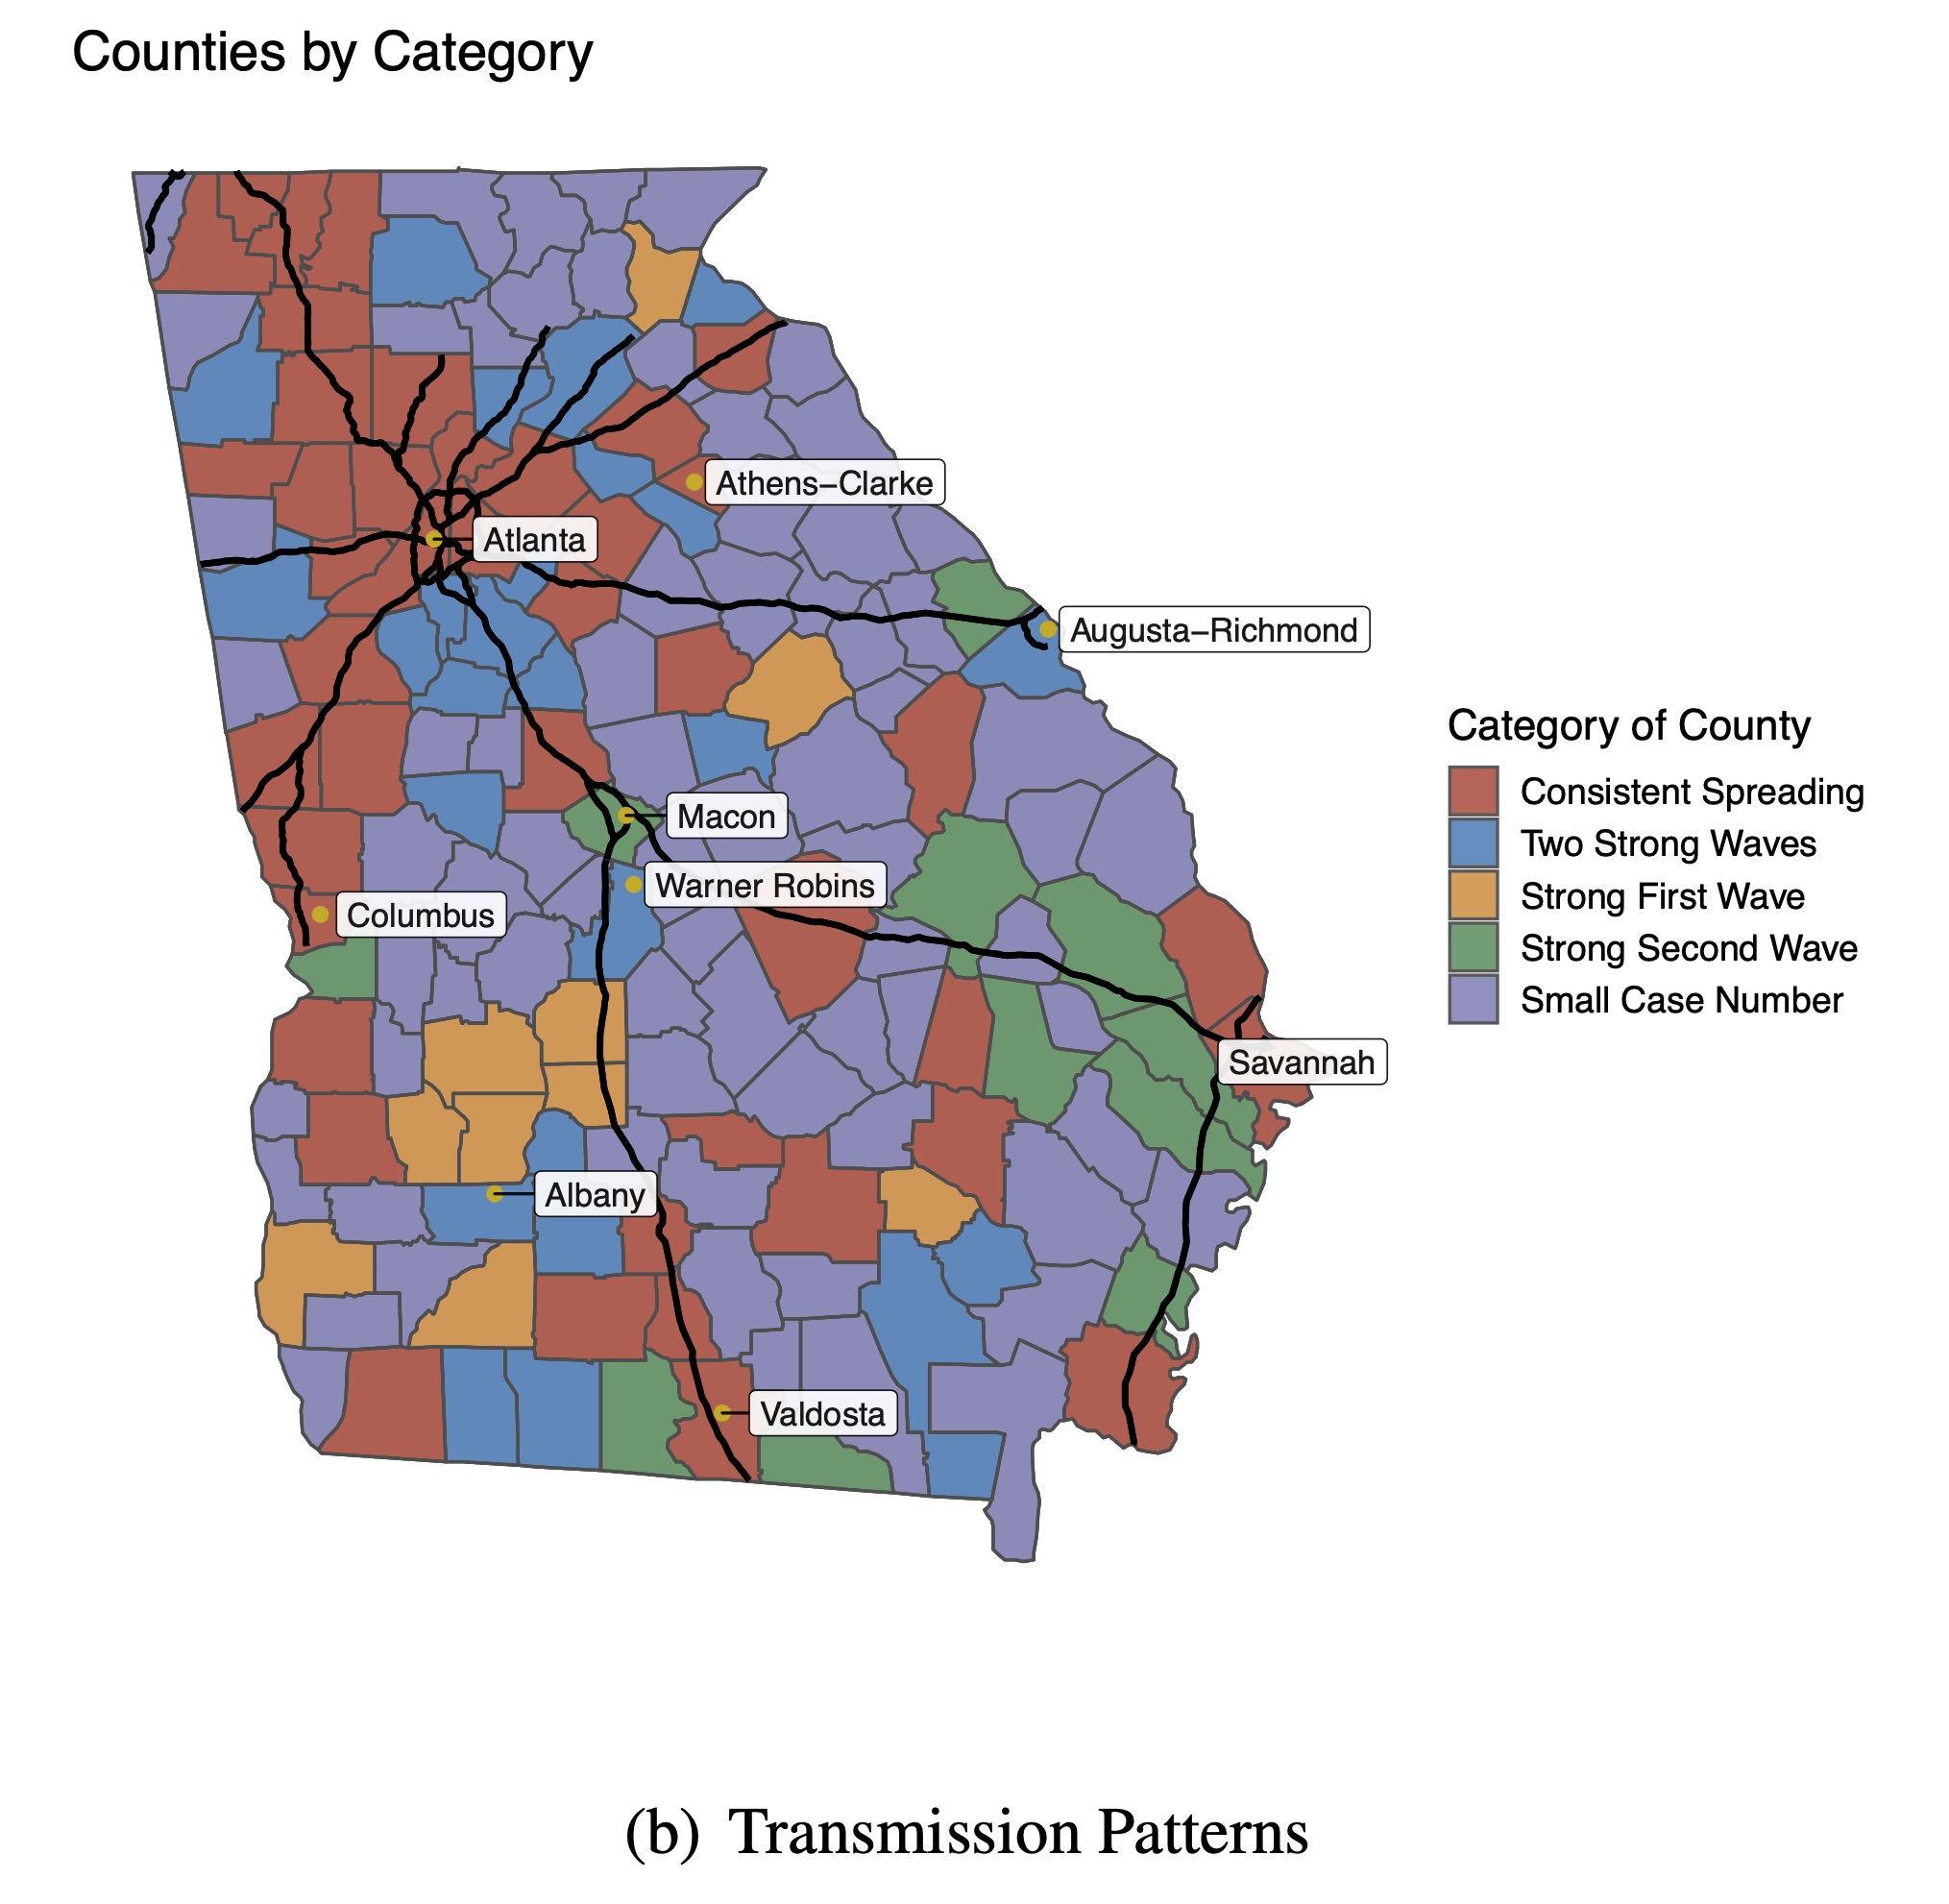 Counties by Category
Athens–Clarke
Atlanta
Augusta–Richmond
Category of County
Consistent Spreading
Two Strong Waves
Strong First Wave
Strong Second Wave
Small Case Number
Macon
Warner Robins
Columbus
Savannah
Albany
Valdosta
(b) Transmission Patterns